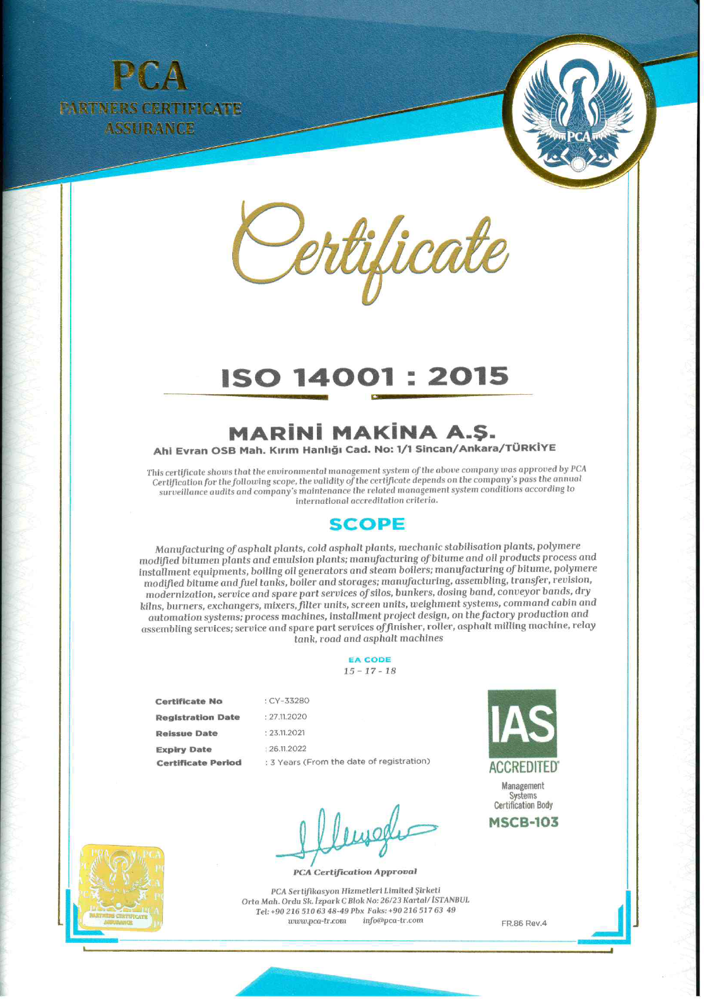 PCA
PARTNERS CERTIFICATE
ASSURANCE
PCA
Certificate
ISO 14001 : 2015
MARİNİ MAKİNA A.Ş.
Ahi Evran OSB Mah. Kırım Hanlığı Cad. No: 1/1 Sincan/Ankara/TÜRKİYE
This certificate shows that the environmental management system of the above company was approved by PCA
Certification for the following scope, the validity of the certificate depends on the company's pass the annual
surveillance audits and company's maintenance the related management system conditions according to
international accreditation criteria.
SCOPE
Manufacturing of asphalt plants, cold asphalt plants, mechanic stabilisation plants, polymere
modified bitumen plants and emulsion plants; manufacturing of bitume and oil products process and
installment equipments, boiling oil generators and steam boilers; manufacturing of bitume, polymere
modified bitume and fuel tanks, boiler and storages; manufacturing, assembling, transfer, revision,
modernization, service and spare part services of silos, bunkers, dosing band, conveyor bands, dry
kilns, burners, exchangers, mixers, filter units, screen units, weighment systems, command cabin and
automation systems; process machines, installment project design, on the factory production and
assembling services; service and spare part services of finisher, roller, asphalt milling machine, relay
tank, road and asphalt machines
EA CODE
15 – 17 - 18
Certificate No : CY-33280
Registration Date : 27.11.2020
Reissue Date : 23.11.2021
Expiry Date : 26.11.2022
Certificate Period : 3 Years (From the date of registration)
IAS
ACCREDITED®
Management
Systems
Certification Body
MSCB-103
PCA Certification Approval
PCA Sertifikasyon Hizmetleri Limited Şirketi
Orta Mah. Ordu Sk. İzpark C Blok No: 26/23 Kartal/ İSTANBUL
Tel: +90 216 510 63 48-49 Pbx Faks: +90 216 517 63 49
www.pca-tr.com info@pca-tr.com
FR.86 Rev.4
PCA
PARTNERS CERTIFICATE
ASSURANCE